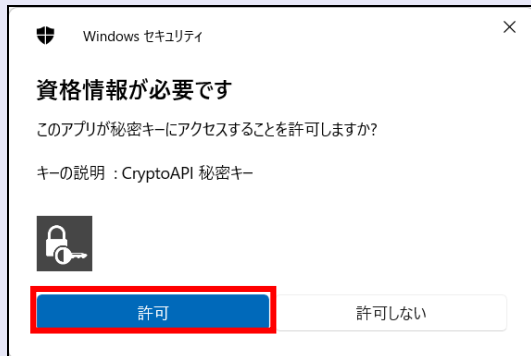 Windows セキュリティ
資格情報が必要です
このアプリが秘密キーにアクセスすることを許可しますか?
キーの説明 : CryptoAPI 秘密キー
許可
許可しない